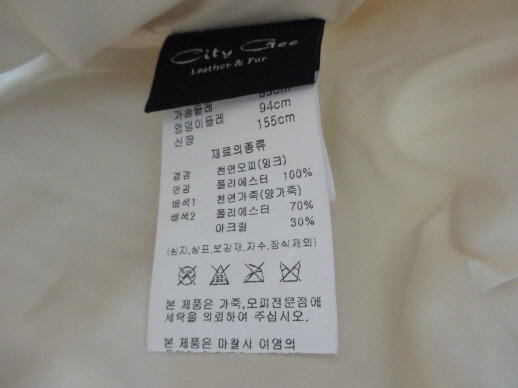 City Gee
Leather & Fur
가슴둘레 85cm
엉덩이둘레 94cm
신장 155cm
재료의종류
겉감 천연모피(밍크)
안감 폴리에스터 100%
배색1 천연가죽(양가죽)
배색2 폴리에스터 70%
아크릴 30%
(심지,상표,보강재,자수,장식제외)
본 제품은 가죽,모피전문점에
세탁을 의뢰하여 주십시오.
본 제품은 마찰시 이염의